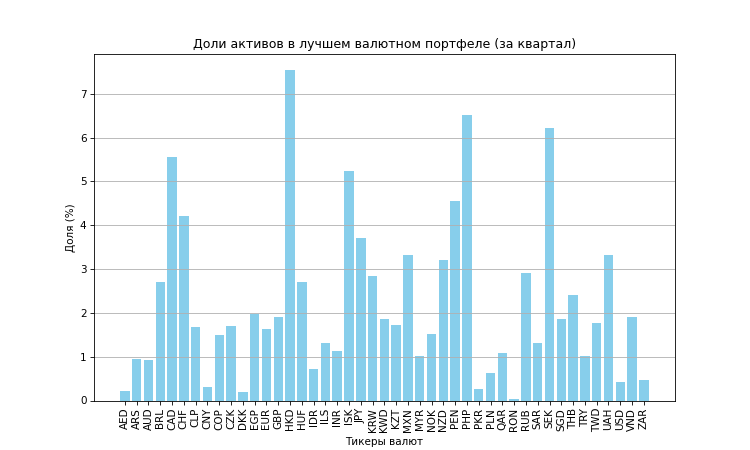 Доли активов в лучшем валютном портфеле (за квартал)
Доля (%)
7
6
5
4
3
2
1
0
AED ARS AUD BRL CAD CHF CLP CNY COP CZK DKK EGP EUR GBP HKD HUF IDR ILS INR ISK JPY KRW KWD KZT MXN MYR NOK NZD PEN PHP PKR PLN QAR RON RUB SAR SEK SGD THB TRY TWD UAH USD VND ZAR
Тикеры валют